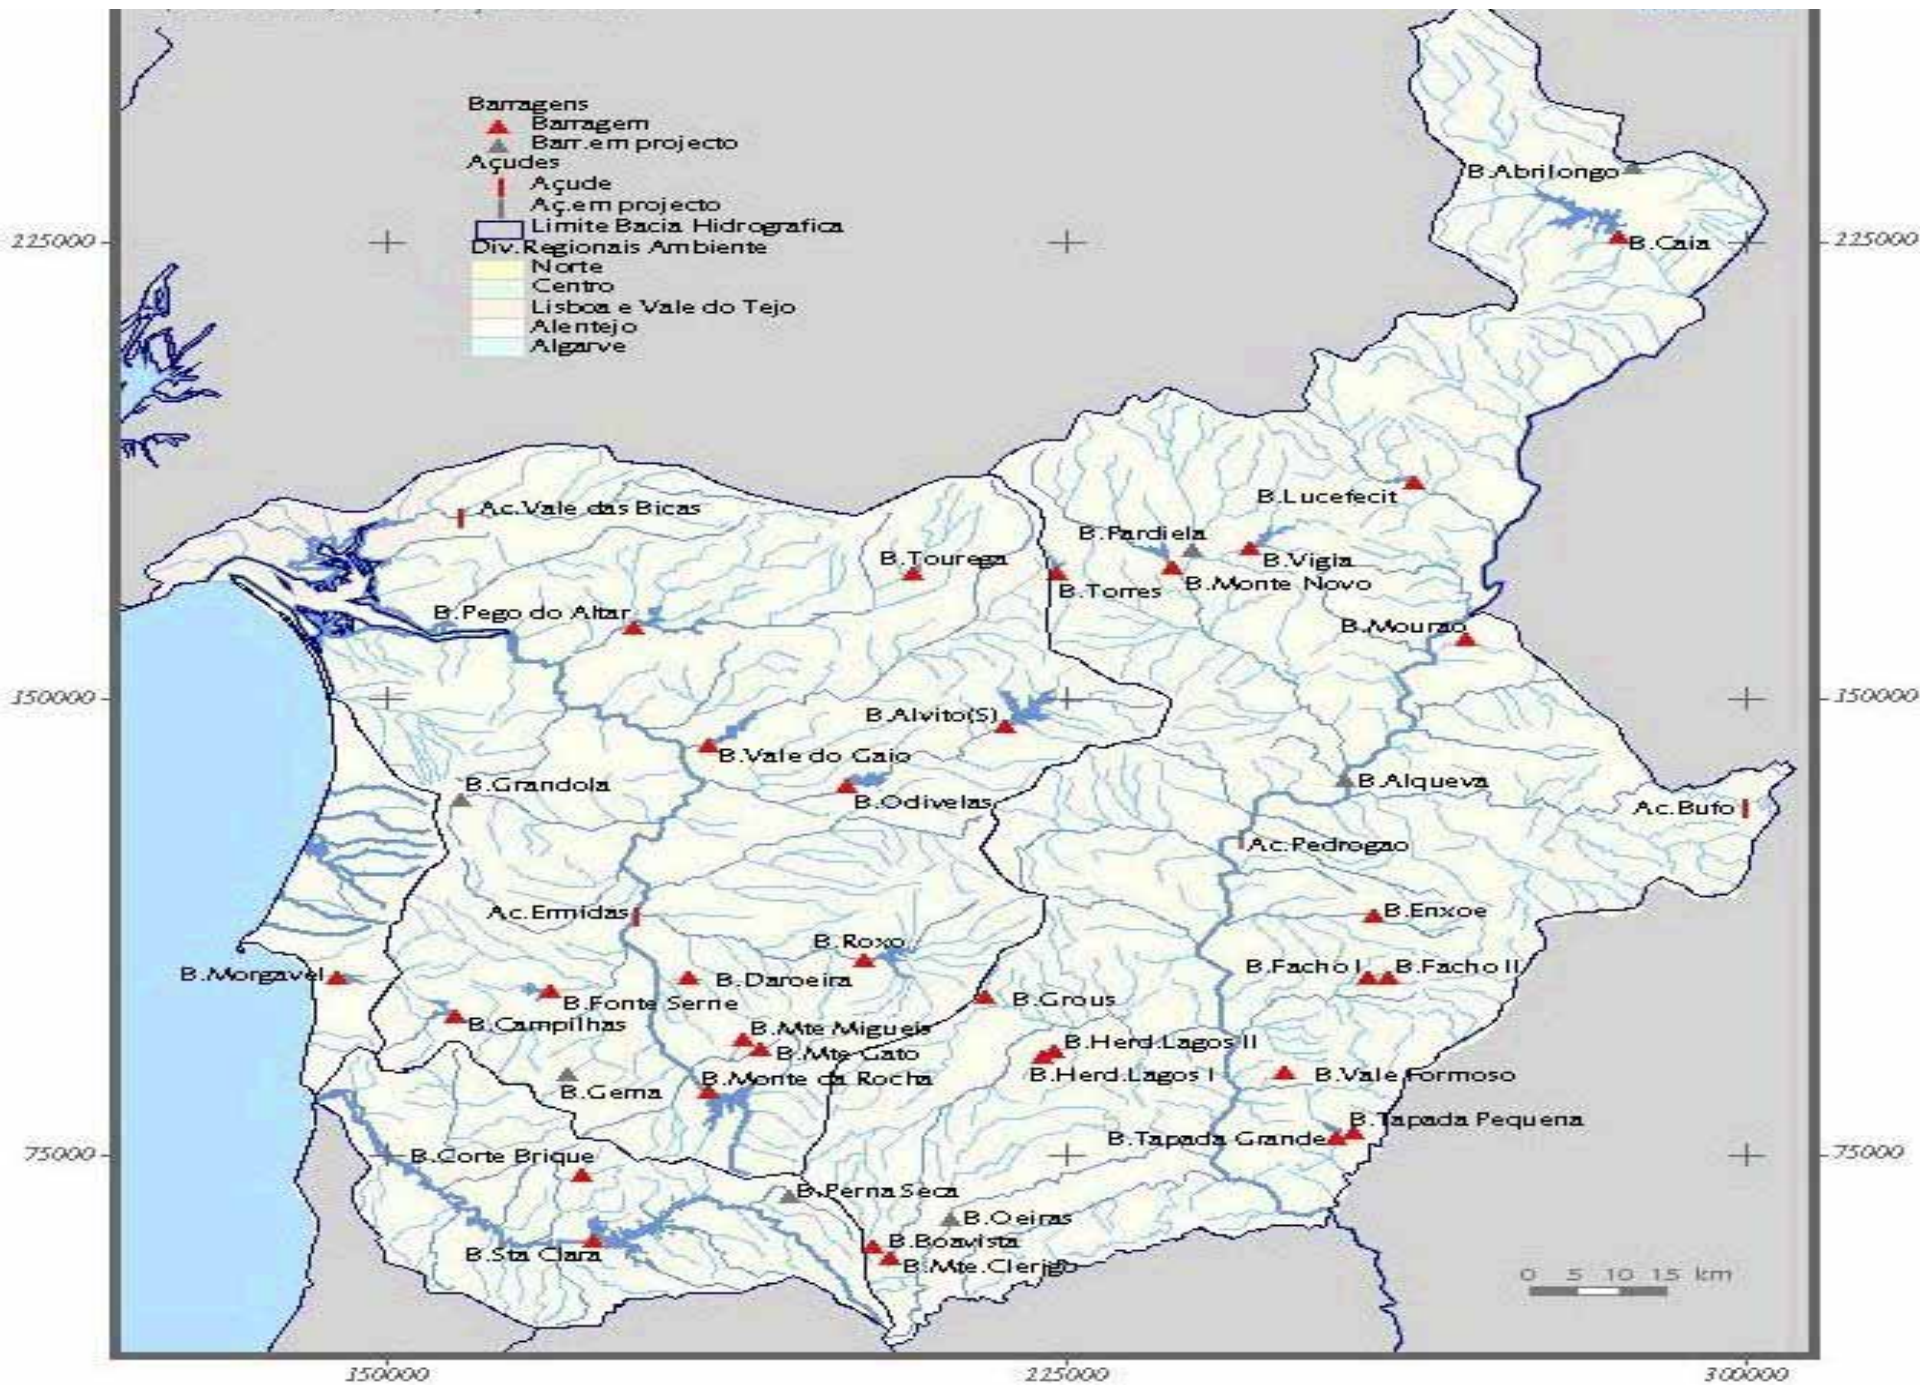 Barragens
Barragem
Barr.em projecto
Açudes
Açude
Aç.em projecto
Limite Bacia Hidrografica
Div.Regionais Ambiente
Norte
Centro
Lisboa e Vale do Tejo
Alentejo
Algarve
B.Abrilongo
225000
225000
B.Caia
B.Lucefecit
Ac.Vale das Bicas
B.Pardiela
B.Tourega
B.Vigia
B.Torres
B.Monte Novo
B.Pego do Altar
B.Mourao
150000
150000
B.Alvito(S)
B.Vale do Gaio
B.Grandola
B.Alqueva
B.Odivelas
Ac.Bufo
Ac.Pedrogao
Ac.Ermidas
B.Enxoe
B.Roxo
B.Morgavel
B.Daroeira
B.Facho I
B.Facho II
B.Fonte Serne
B.Grous
B.Campilhas
B.Mte Migueis
B.Mte Gato
B.Herd.Lagos II
B.Herd.Lagos I
B.Vale Formoso
B.Gema
B.Monte da Rocha
B.Tapada Pequena
B.Tapada Grande
75000
75000
B.Corte Brique
B.Perna Seca
B.Oeiras
B.Boavista
B.Sta Clara
B.Mte.Clerigo
0 5 10 15 km
150000
225000
300000